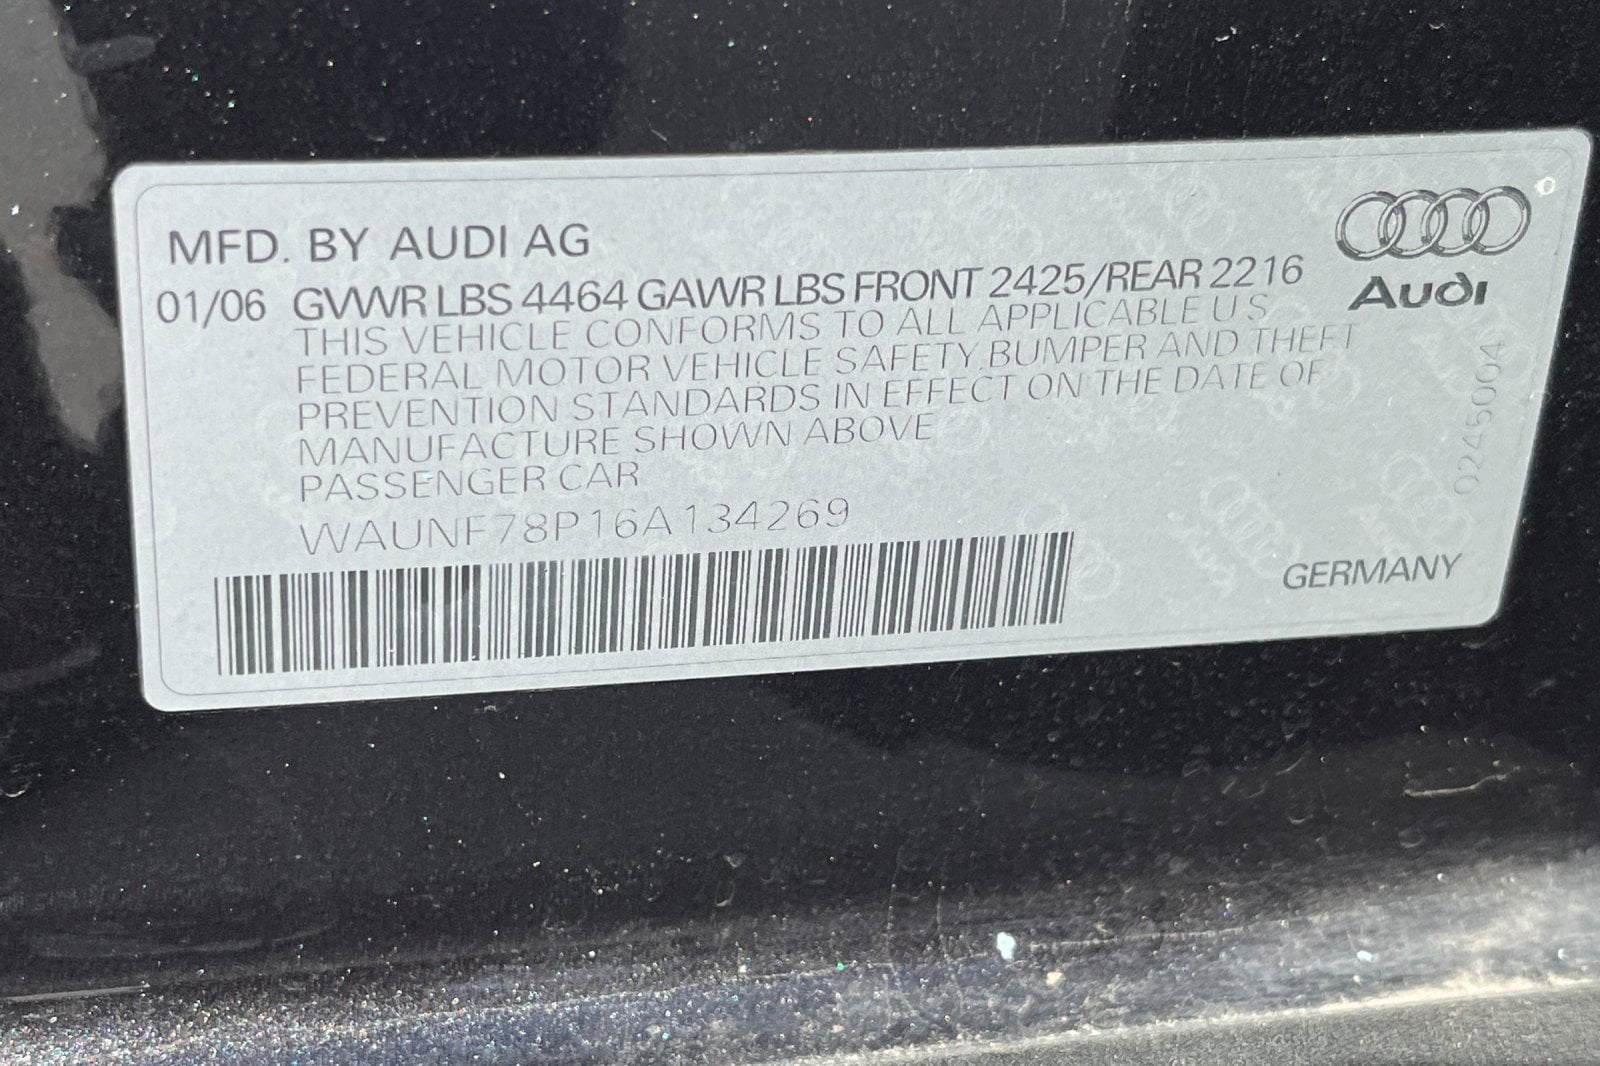 MFD. BY AUDI AG
01/06 GVWR LBS 4464 GAWR LBS FRONT 2425/REAR 2216
THIS VEHICLE CONFORMS TO ALL APPLICABLE U S
FEDERAL MOTOR VEHICLE SAFETY,BUMPER AND THEFT
PREVENTION STANDARDS IN EFFECT ON THE DATE OF
MANUFACTURE SHOWN ABOVE
PASSENGER CAR
WAUNF78P16A134269
Audi
0245004
GERMANY